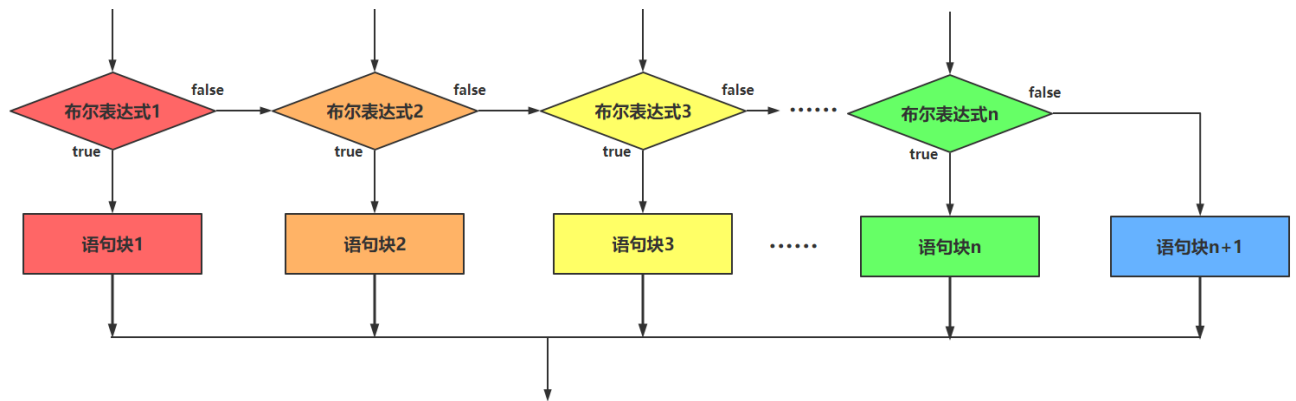 false
false
false
false
布尔表达式1
布尔表达式2
布尔表达式3
······
布尔表达式n
true
true
true
true
语句块1
语句块2
语句块3
······
语句块n
语句块n+1